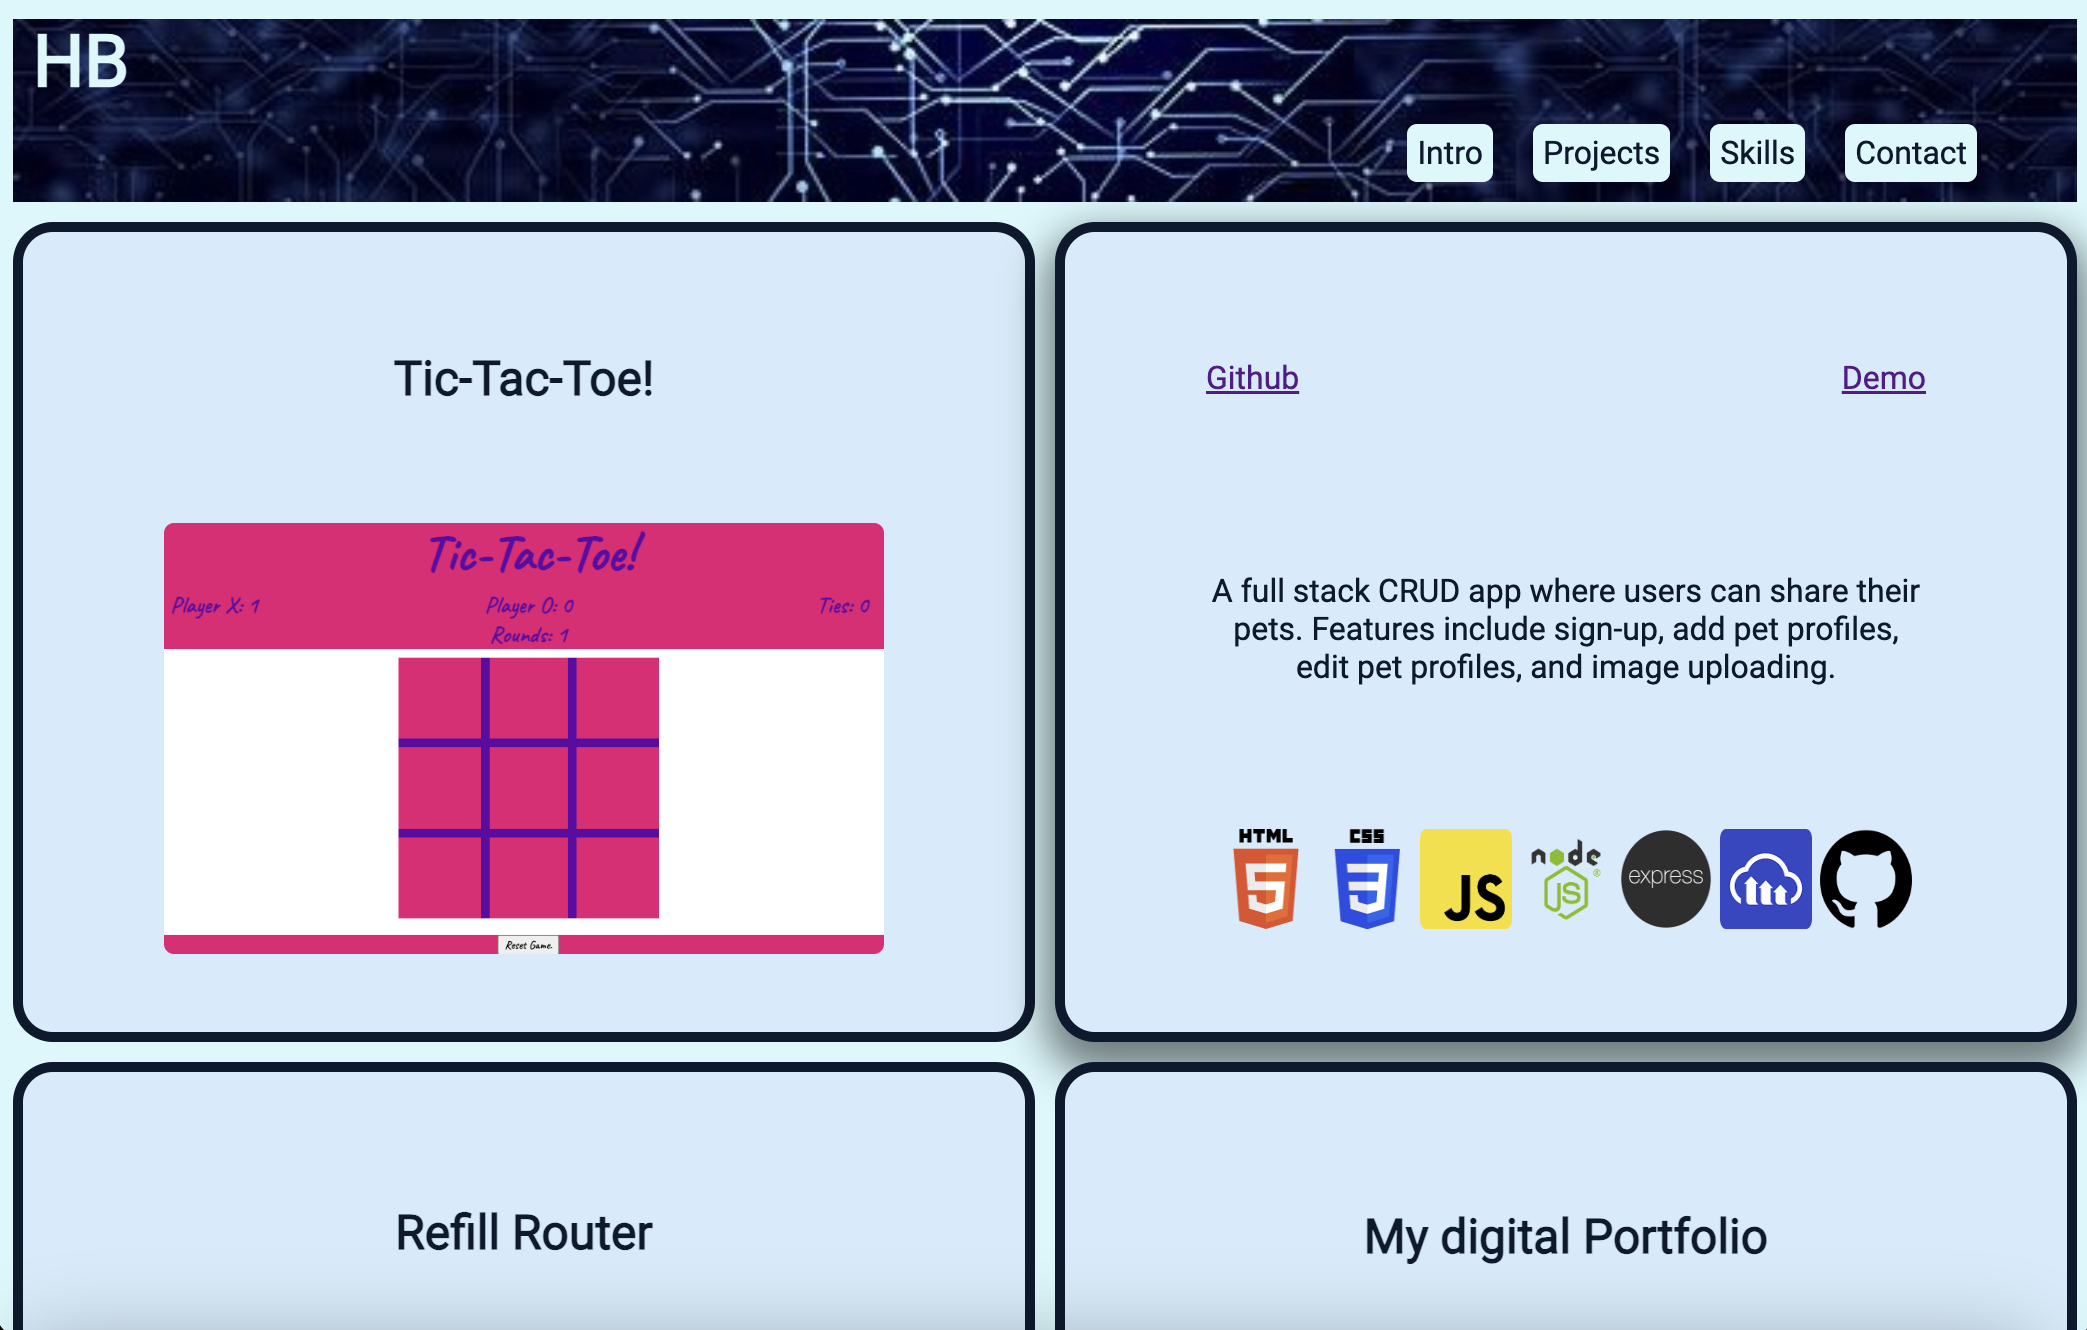 HB
Intro Projects Skills Contact
Tic-Tac-Toe!
Tic-Tac-Toe!
Player X: 1 Player O: 0 Ties: 0
Rounds: 1
Reset Game.
Github Demo
A full stack CRUD app where users can share their
pets. Features include sign-up, add pet profiles,
edit pet profiles, and image uploading.
HTML
5
CSS
3
JS
node
JS
®
express
Refill Router
My digital Portfolio